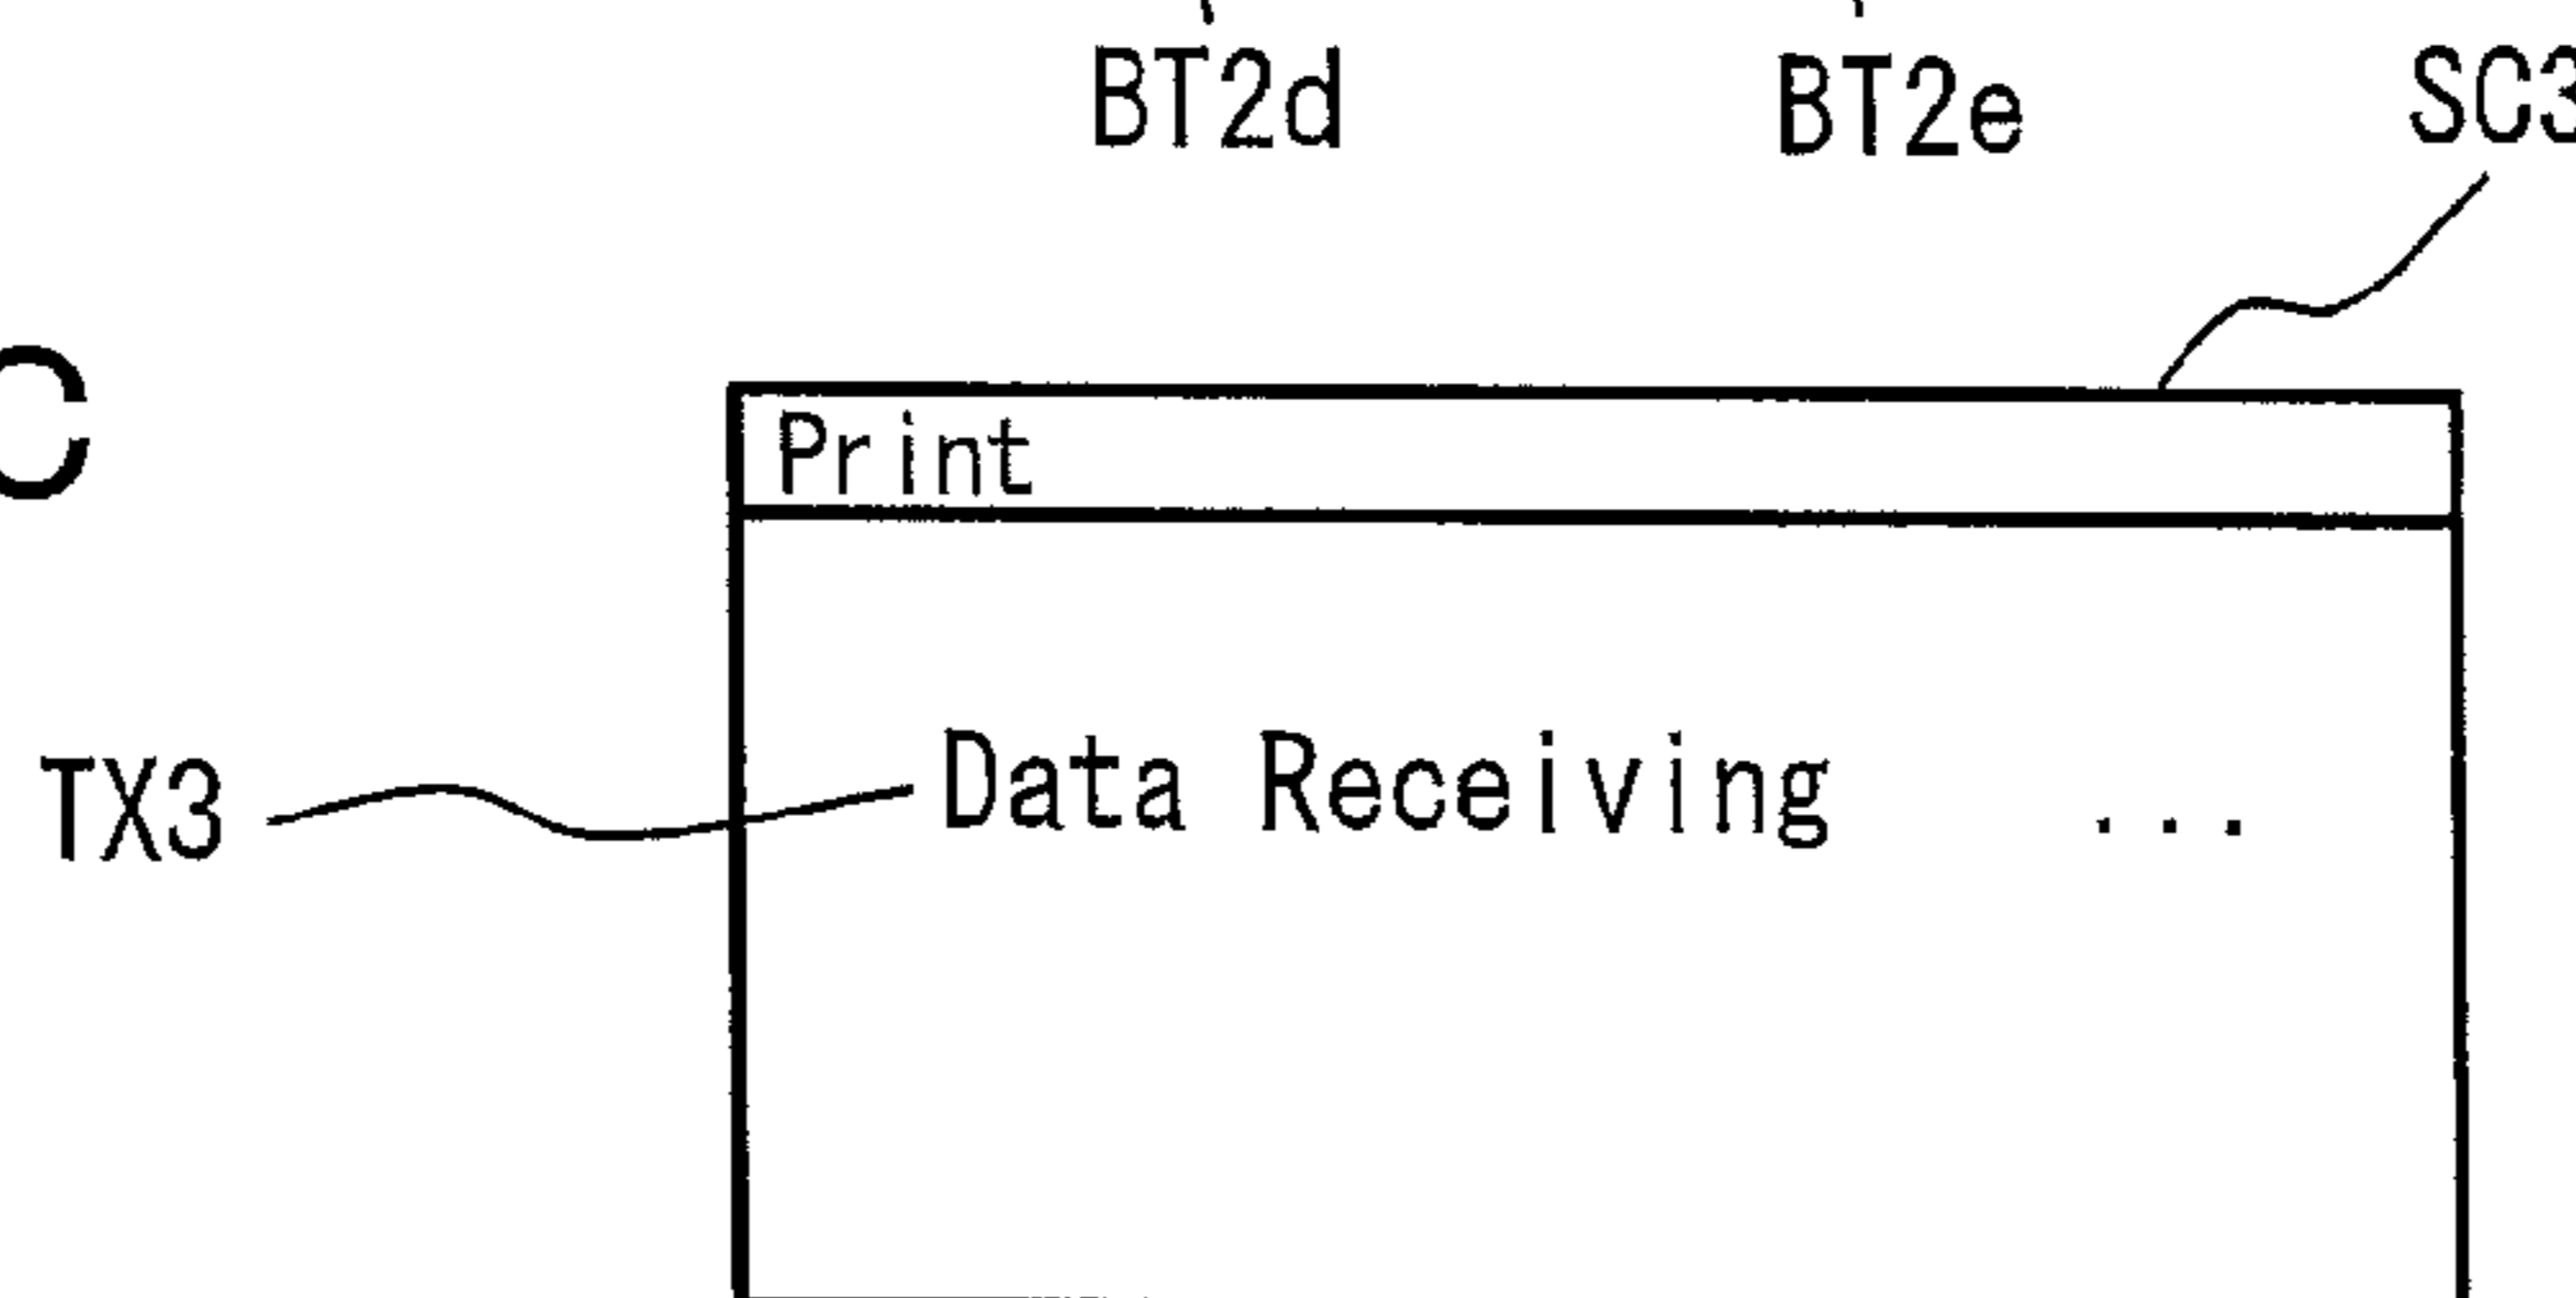 BT2d BT2e SC3
C
Print
TX3 Data Receiving ...